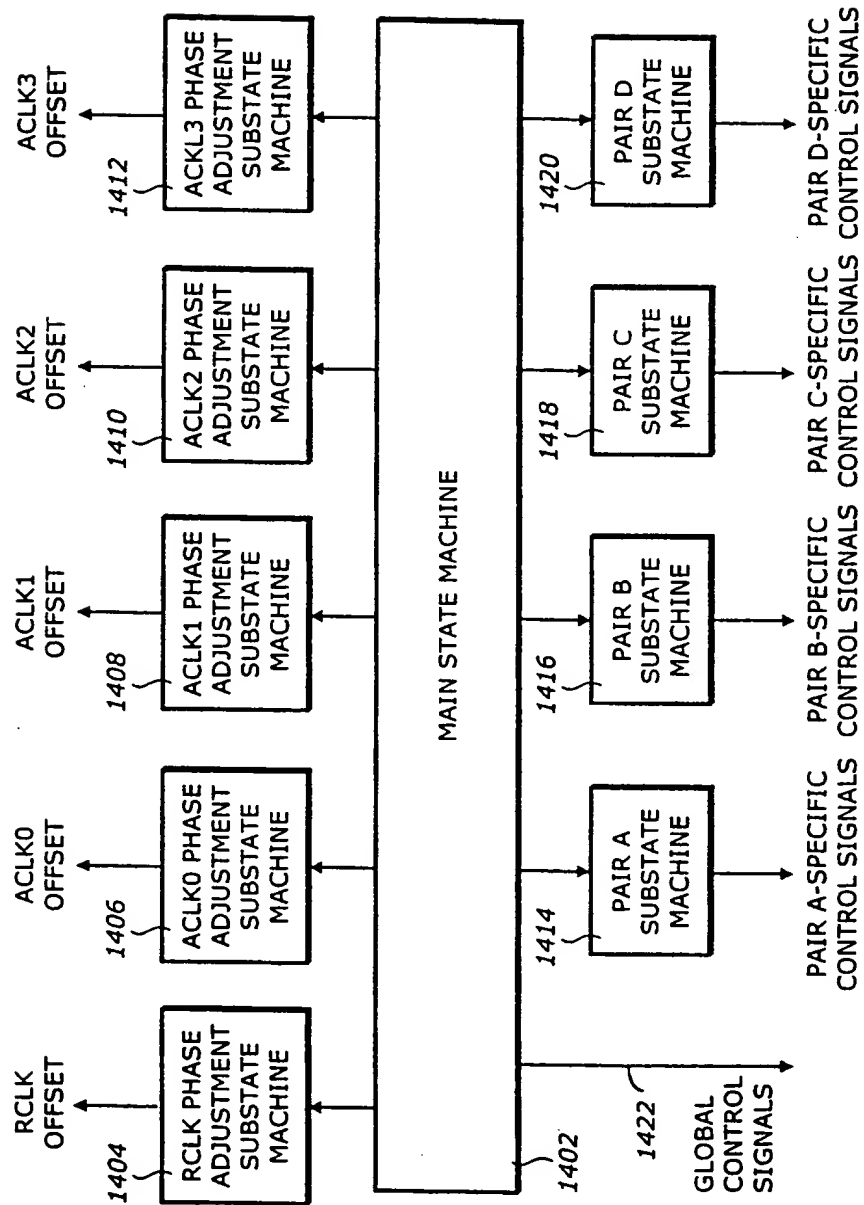 RCLK
OFFSET
ACLK0
OFFSET
ACLK1
OFFSET
ACLK2
OFFSET
ACLK3
OFFSET
1404
RCLK PHASE
ADJUSTMENT
SUBSTATE
MACHINE
1406
ACLK0 PHASE
ADJUSTMENT
SUBSTATE
MACHINE
1408
ACLK1 PHASE
ADJUSTMENT
SUBSTATE
MACHINE
1410
ACLK2 PHASE
ADJUSTMENT
SUBSTATE
MACHINE
1412
ACKL3 PHASE
ADJUSTMENT
SUBSTATE
MACHINE
MAIN STATE MACHINE
1402
1422
GLOBAL
CONTROL
SIGNALS
1414
PAIR A
SUBSTATE
MACHINE
1416
PAIR B
SUBSTATE
MACHINE
1418
PAIR C
SUBSTATE
MACHINE
1420
PAIR D
SUBSTATE
MACHINE
PAIR A-SPECIFIC
CONTROL SIGNALS
PAIR B-SPECIFIC
CONTROL SIGNALS
PAIR C-SPECIFIC
CONTROL SIGNALS
PAIR D-SPECIFIC
CONTROL SIGNALS